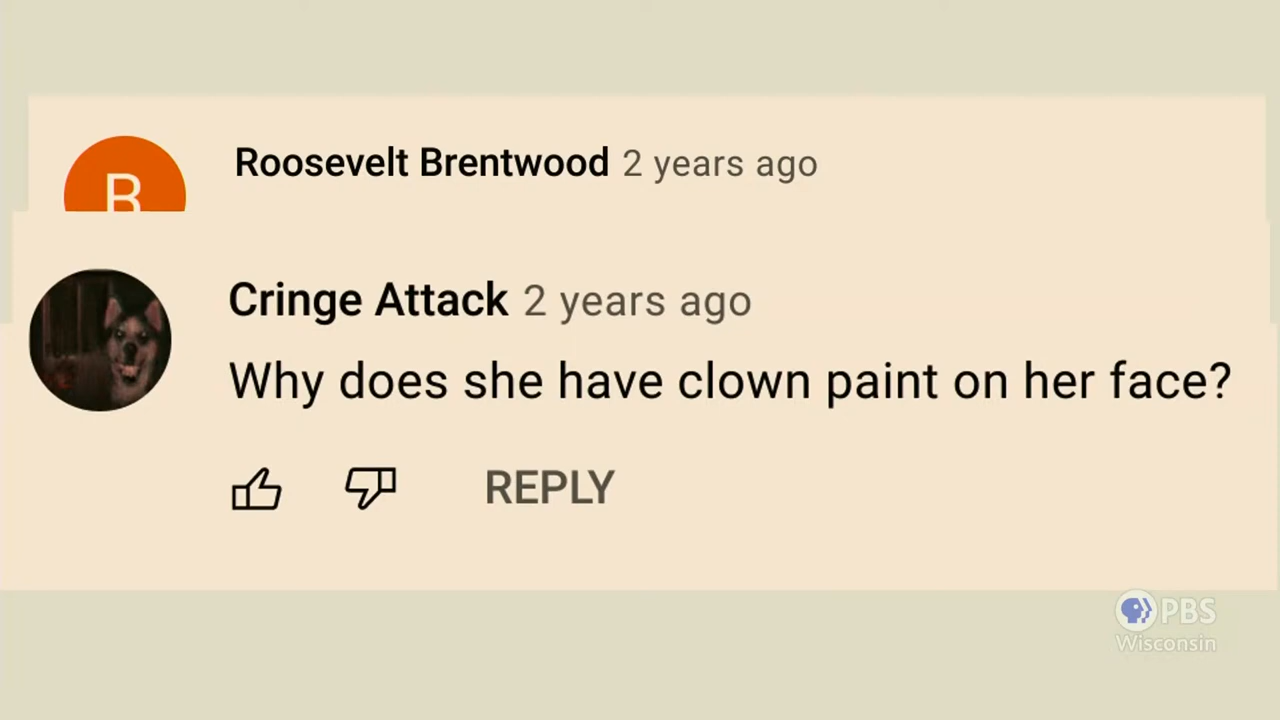 B
Roosevelt Brentwood 2 years ago
Cringe Attack 2 years ago
Why does she have clown paint on her face?
REPLY
PBS
Wisconsin